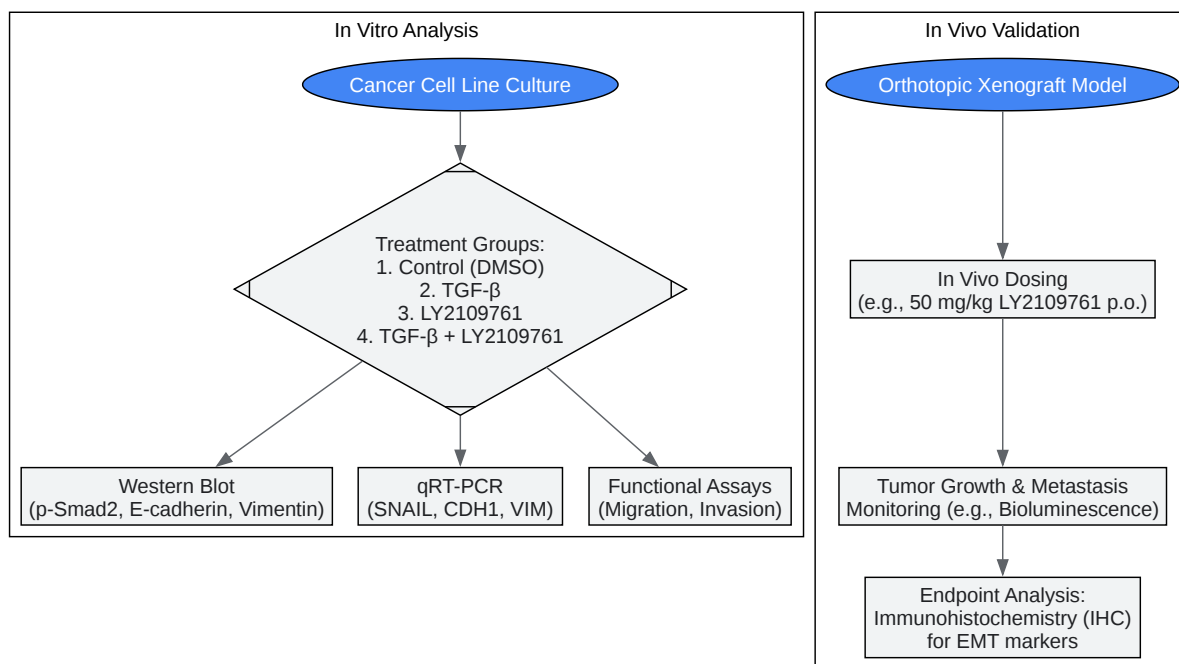 In Vitro Analysis
Cancer Cell Line Culture
Treatment Groups:
1. Control (DMSO)
2. TGF-β
3. LY2109761
4. TGF-β + LY2109761
Western Blot
(p-Smad2, E-cadherin, Vimentin)
qRT-PCR
(SNAIL, CDH1, VIM)
Functional Assays
(Migration, Invasion)
In Vivo Validation
Orthotopic Xenograft Model
In Vivo Dosing
(e.g., 50 mg/kg LY2109761 p.o.)
Tumor Growth & Metastasis
Monitoring (e.g., Bioluminescence)
Endpoint Analysis:
Immunohistochemistry (IHC)
for EMT markers